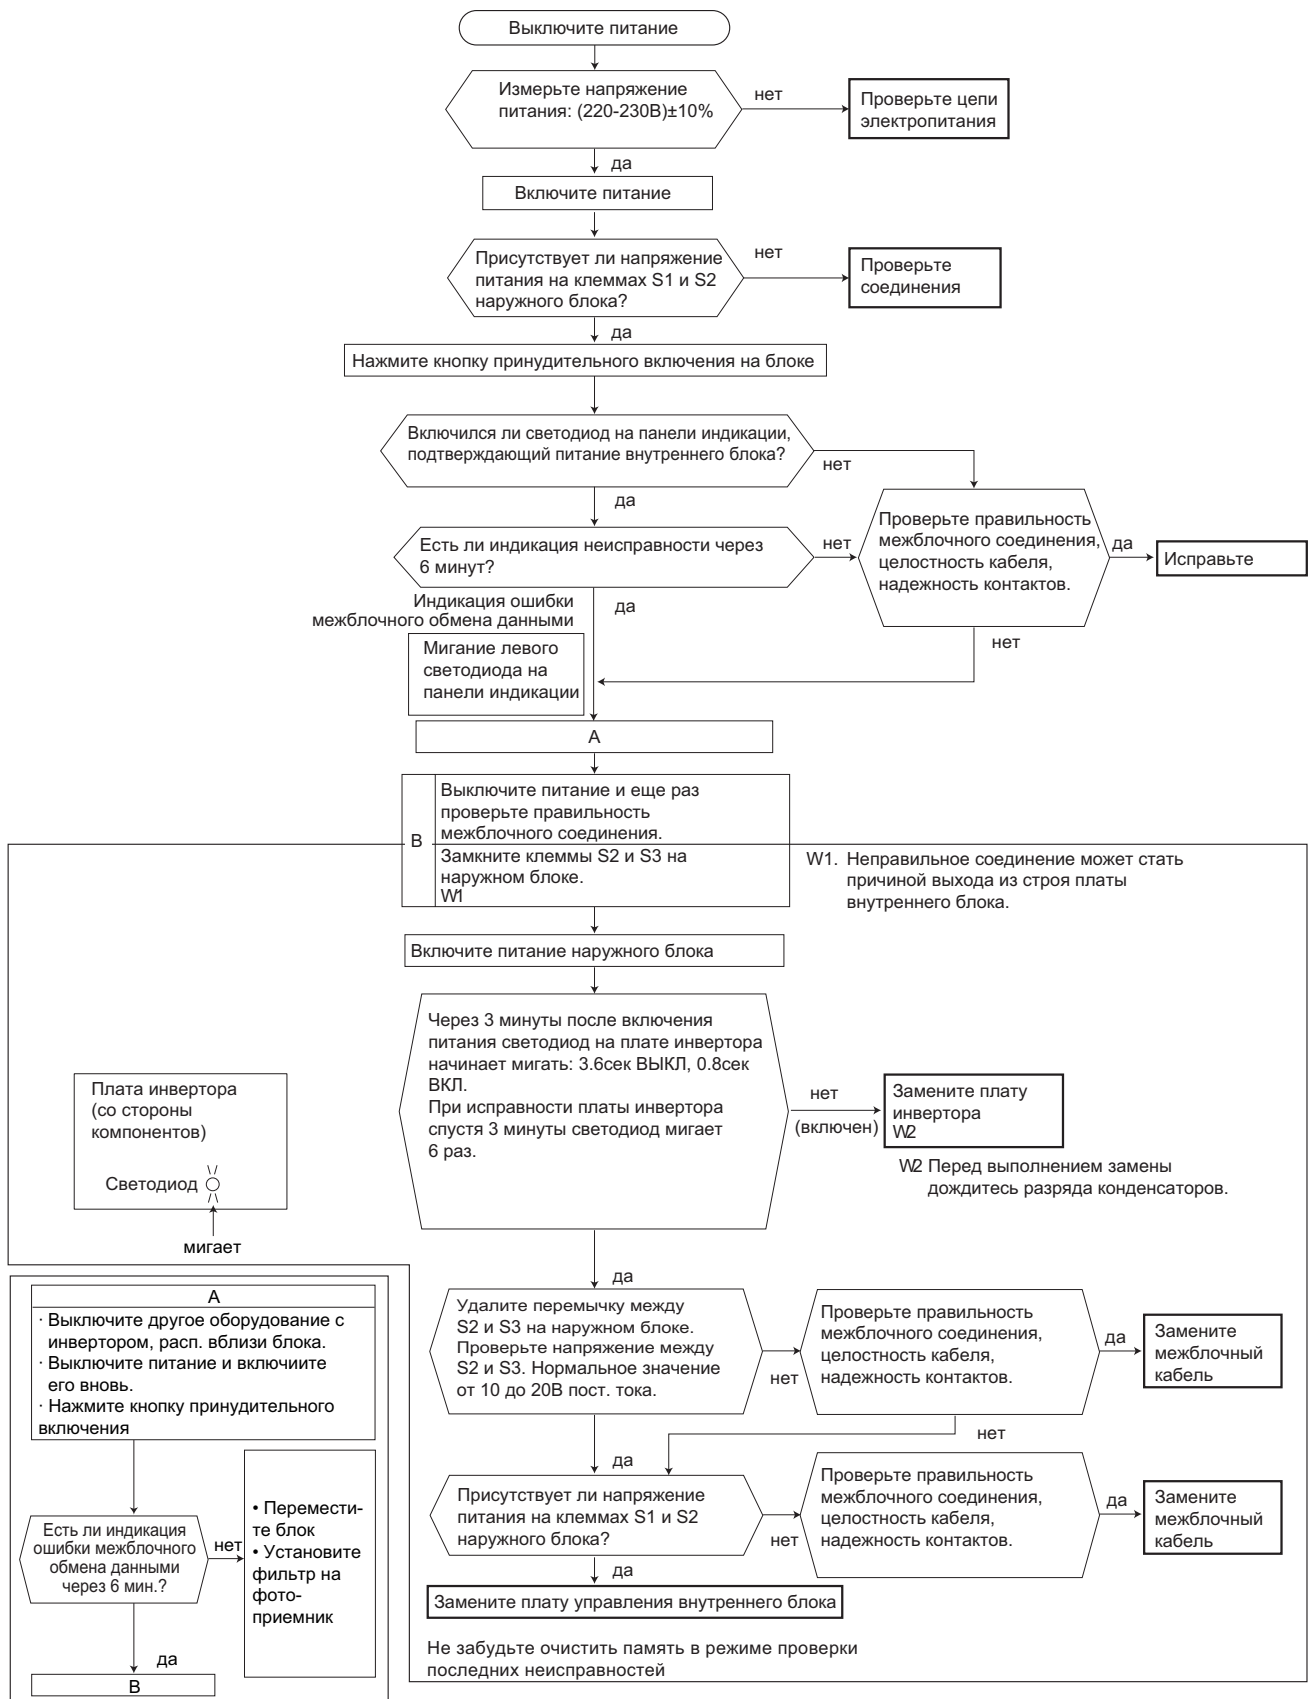 Выключите питание
Измерьте напряжение
питания: (220-230В)±10%
нет
Проверьте цепи
электропитания
да
Включите питание
Присутствует ли напряжение
питания на клеммах S1 и S2
наружного блока?
нет
Проверьте
соединения
да
Нажмите кнопку принудительного включения на блоке
Включился ли светодиод на панели индикации,
подтверждающий питание внутреннего блока?
нет
да
Есть ли индикация неисправности через
6 минут?
нет
Проверьте правильность
межблочного соединения,
целостность кабеля,
надежность контактов.
да
Исправьте
Индикация ошибки
межблочного обмена данными
да
нет
Мигание левого
светодиода на
панели индикации
A
B
Выключите питание и еще раз
проверьте правильность
межблочного соединения.
Замкните клеммы S2 и S3 на
наружном блоке.
W1
W1. Неправильное соединение может стать
причиной выхода из строя платы
внутреннего блока.
Включите питание наружного блока
Через 3 минуты после включения
питания светодиод на плате инвертора
начинает мигать: 3.6сек ВЫКЛ, 0.8сек
ВКЛ.
При исправности платы инвертора
спустя 3 минуты светодиод мигает
6 раз.
нет
(включен)
Замените плату
инвертора
W2
W2 Перед выполнением замены
дождитесь разряда конденсаторов.
Плата инвертора
(со стороны
компонентов)
Светодиод
мигает
да
Удалите перемычку между
S2 и S3 на наружном блоке.
Проверьте напряжение между
S2 и S3. Нормальное значение
от 10 до 20В пост. тока.
нет
Проверьте правильность
межблочного соединения,
целостность кабеля,
надежность контактов.
да
Замените
межблочный
кабель
нет
да
Присутствует ли напряжение
питания на клеммах S1 и S2
наружного блока?
нет
Проверьте правильность
межблочного соединения,
целостность кабеля,
надежность контактов.
да
Замените
межблочный
кабель
да
Замените плату управления внутреннего блока
Не забудьте очистить память в режиме проверки
последних неисправностей
A
· Выключите другое оборудование с
инвертором, расп. вблизи блока.
· Выключите питание и включиите
его вновь.
· Нажмите кнопку принудительного
включения
Есть ли индикация
ошибки межблочного
обмена данными
через 6 мин.?
нет
• Перемести-
те блок
• Установите
фильтр на
фото-
приемник
да
B